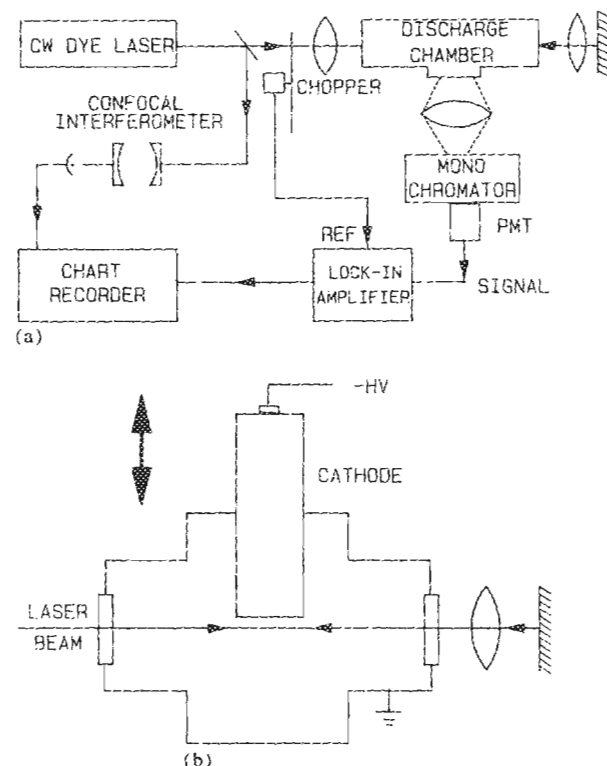 CW DYE LASER
DISCHARGE
CHAMBER
CHOPPER
CONFOCAL
INTERFEROMETER
MONO
CHROMATOR
PMT
REF
CHART
RECORDER
LOCK-IN
AMPLIFIER
SIGNAL
(a)
-HV
CATHODE
LASER
BEAM
(b)